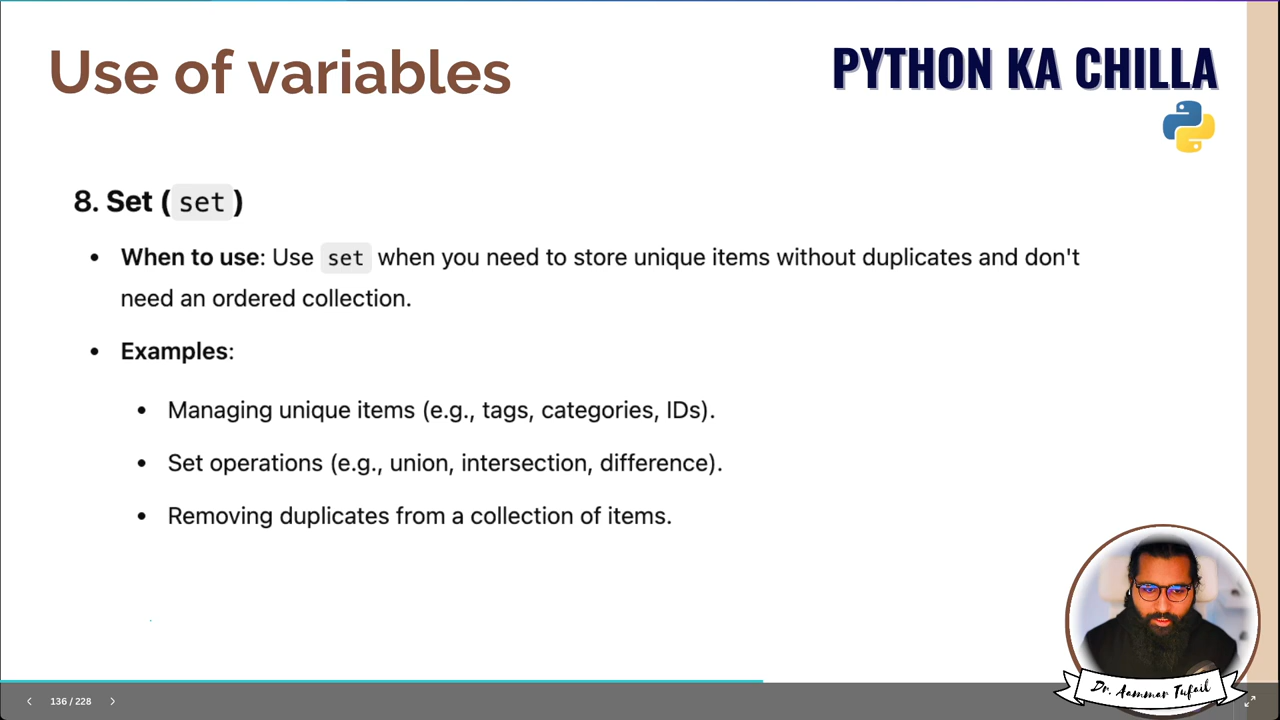 Use of variables
PYTHON KA CHILLA
8. Set (set)
• When to use: Use set when you need to store unique items without duplicates and don't
need an ordered collection.
• Examples:
• Managing unique items (e.g., tags, categories, IDs).
• Set operations (e.g., union, intersection, difference).
• Removing duplicates from a collection of items.
Dr. Aammar Tufail
136 / 228